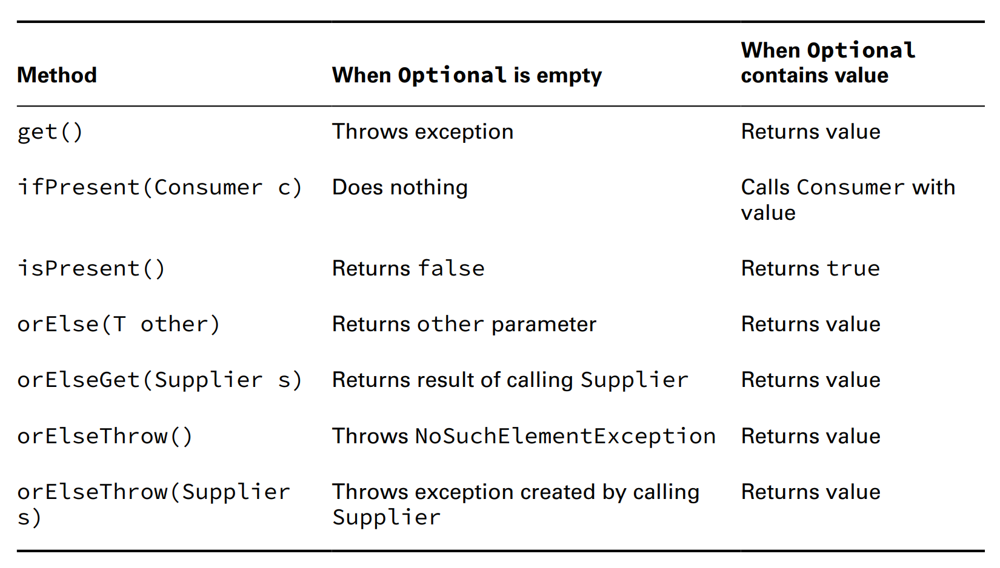 Method When Optional is empty When Optional
contains value
get() Throws exception Returns value
ifPresent(Consumer c) Does nothing Calls Consumer with
value
isPresent() Returns false Returns true
orElse(T other) Returns other parameter Returns value
orElseGet(Supplier s) Returns result of calling Supplier Returns value
orElseThrow() Throws NoSuchElementException Returns value
orElseThrow(Supplier Throws exception created by calling Returns value
s) Supplier